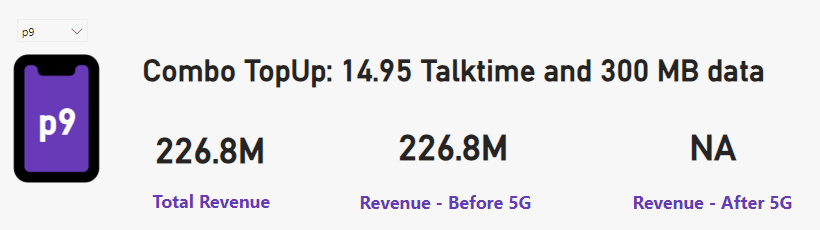 p9
p9
Combo TopUp: 14.95 Talktime and 300 MB data
226.8M
226.8M
NA
Total Revenue
Revenue - Before 5G
Revenue - After 5G